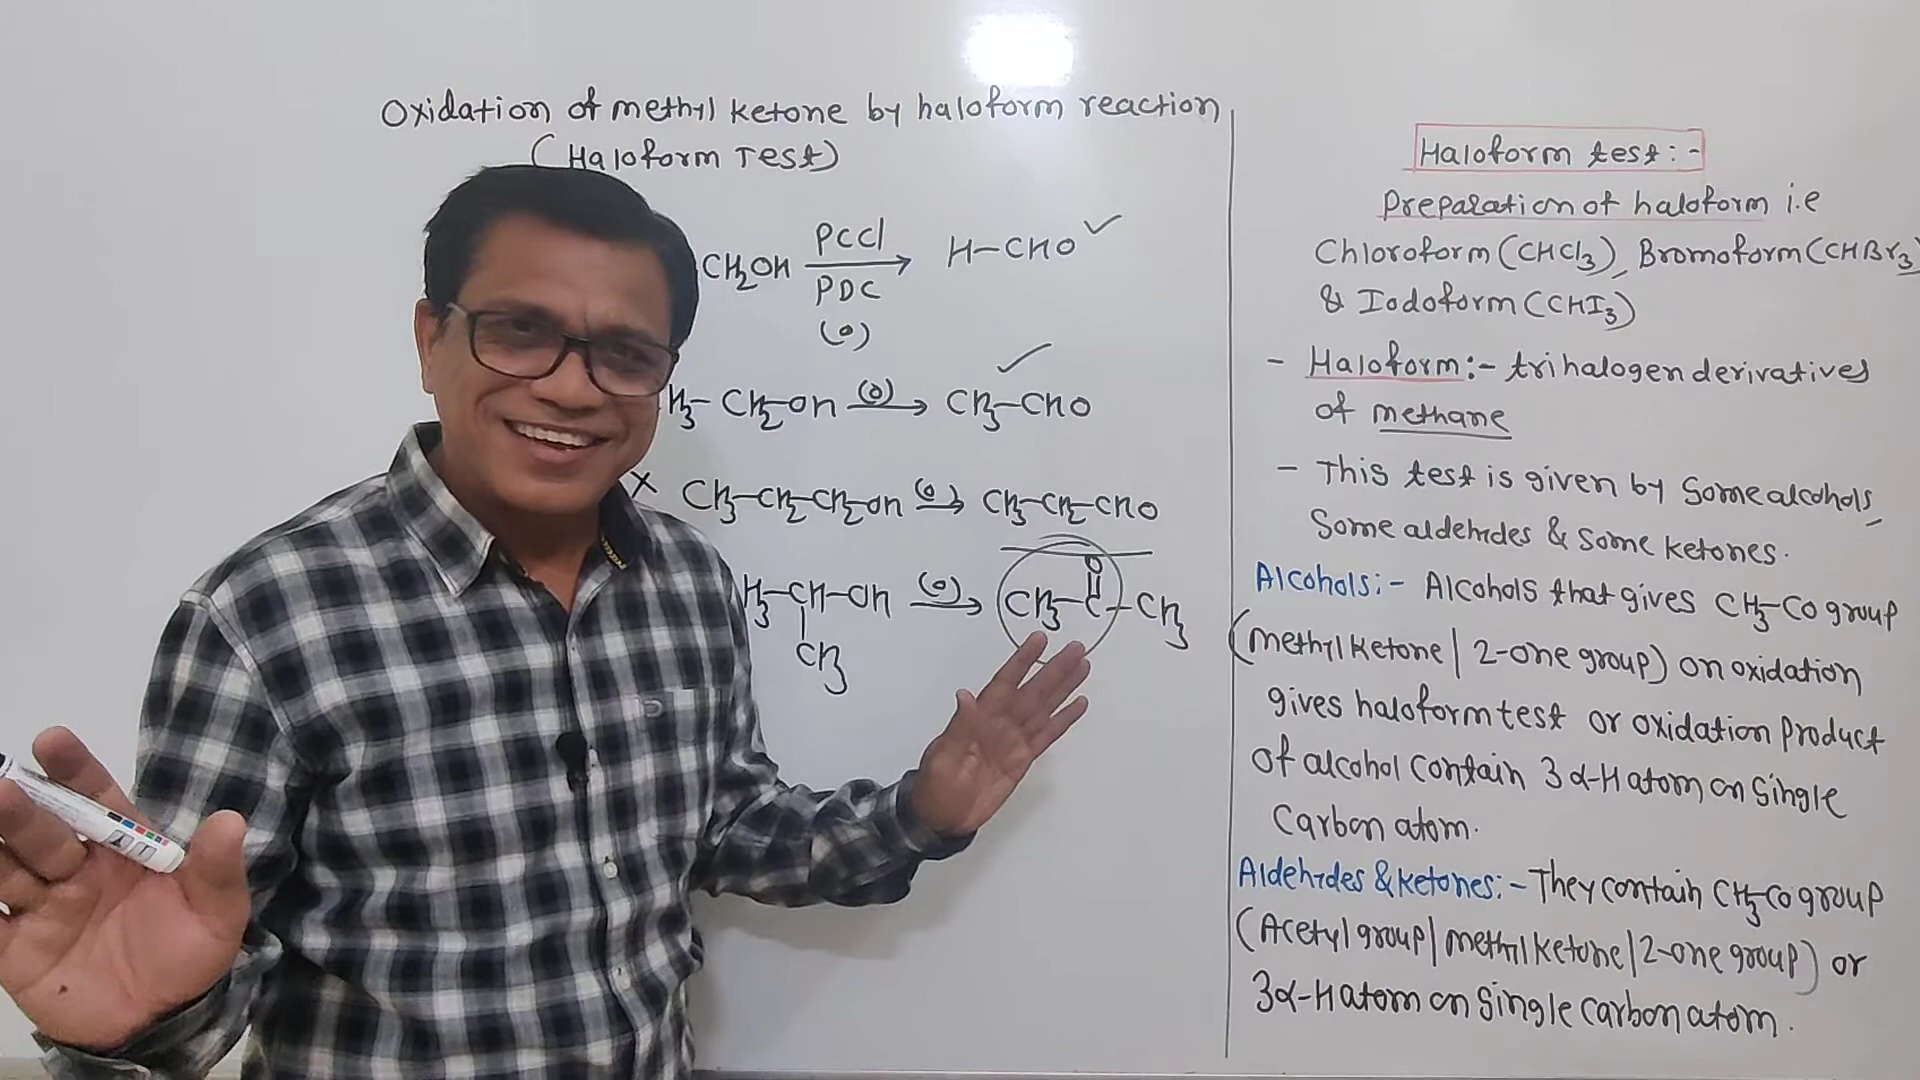 Oxidation of methyl ketone by haloform reaction
(Haloform Test)
CH2OH PCCl PDC (O) → H-CHO ✓
H3-CH2-OH (O) → CH3-CHO ✓
X CH3-CH2-CH2-OH (O) → CH3-CH2-CHO
H3-CH-OH (O) → CH3-C-CH3
O
CH3
Haloform test:-
Preparation of haloform i.e
Chloroform (CHCl3), Bromoform (CHBr3)
& Iodoform (CHI3)
- Haloform:- trihalogen derivatives
of methane
- This test is given by Some alcohols,
Some aldehydes & Some ketones.
Alcohols:- Alcohols that gives CH3-CO group
(methyl ketone | 2-one group) on oxidation
gives haloform test or oxidation product
of alcohol contain 3 α-H atom on Single
Carbon atom.
Aldehydes & ketones:- They contain CH3CO group
(Acetyl group | methyl ketone | 2-one group) or
3α-H atom on Single Carbon atom.